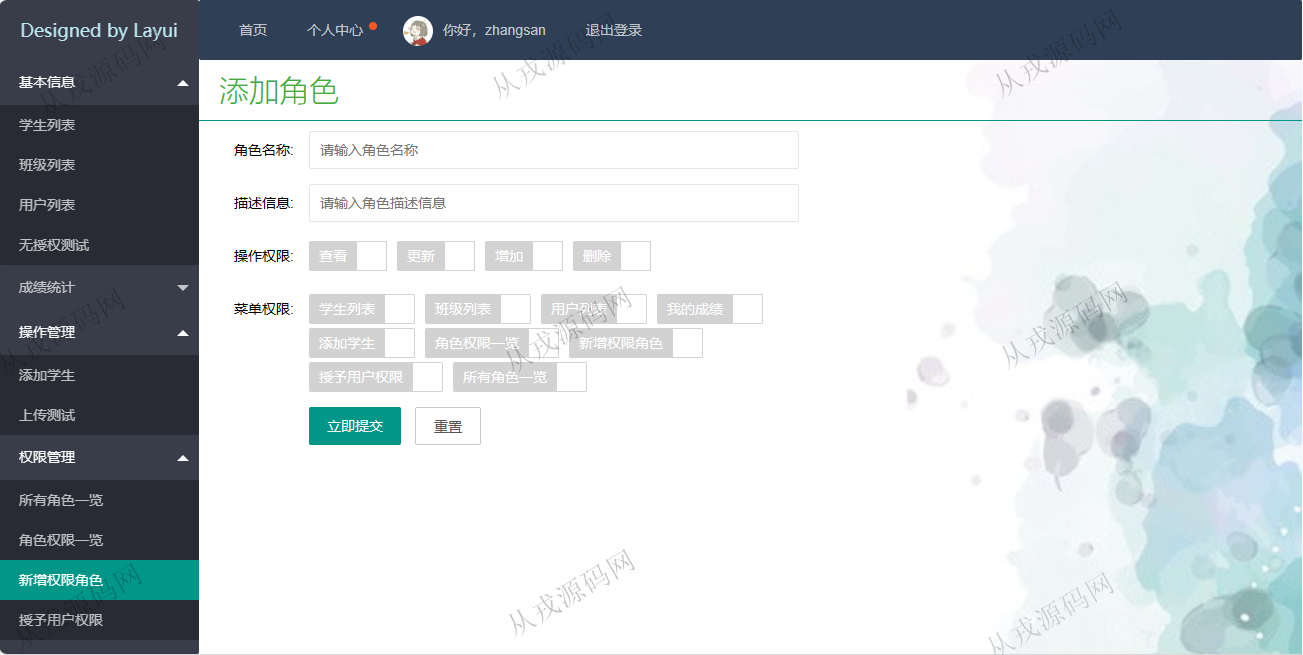 Designed by Layui
首页 个人中心 你好，zhangsan 退出登录
基本信息
学生列表
班级列表
用户列表
无授权测试
成绩统计
操作管理
添加学生
上传测试
权限管理
所有角色一览
角色权限一览
新增权限角色
授予用户权限
添加角色
角色名称: 请输入角色名称
描述信息: 请输入角色描述信息
操作权限: 查看 更新 增加 删除
菜单权限: 学生列表 班级列表 用户列表 我的成绩
添加学生 角色权限一览 新增权限角色
授予用户权限 所有角色一览
立即提交 重置
从戎源码网
从戎源码网
从戎源码网
从戎源码网
从戎源码网
从戎源码网
从戎源码网
从戎源码网
从戎源码网